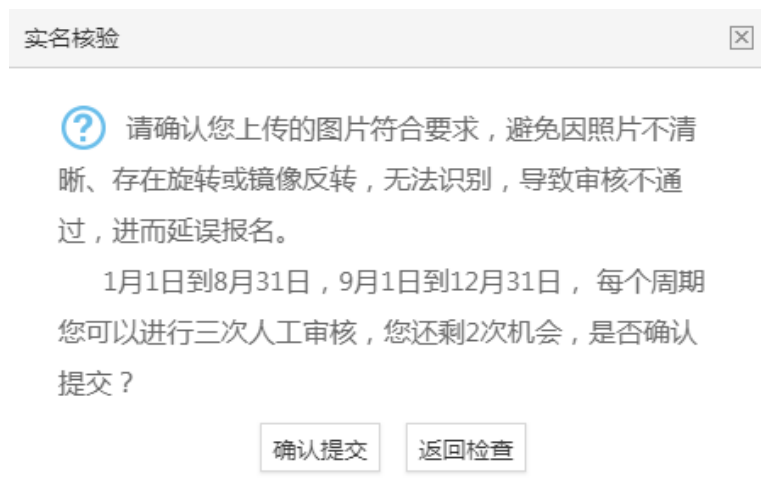 实名核验
请确认您上传的图片符合要求，避免因照片不清
晰、存在旋转或镜像反转，无法识别，导致审核不通
过，进而延误报名。
1月1日到8月31日，9月1日到12月31日， 每个周期
您可以进行三次人工审核，您还剩2次机会，是否确认
提交？
确认提交 返回检查